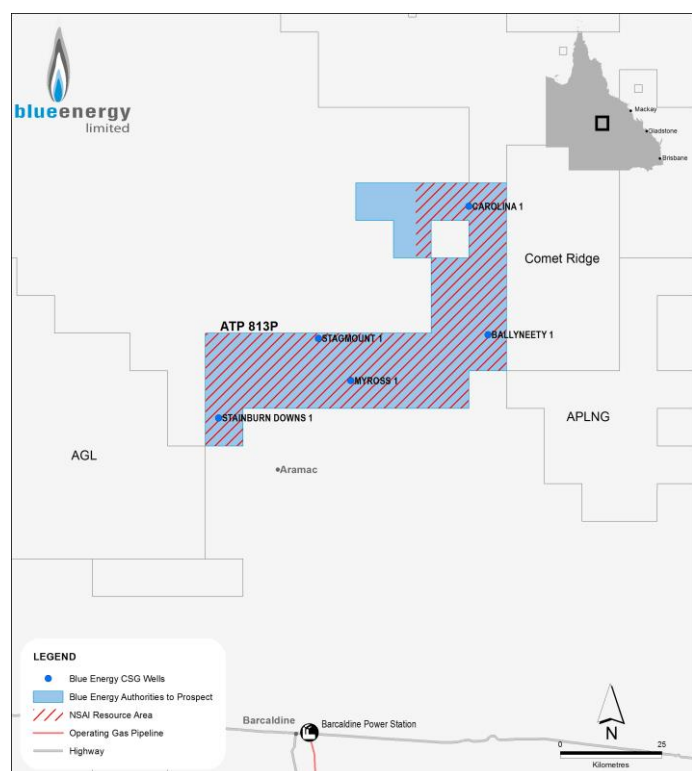 blueenergy
limited
Mackay
Gladstone
Brisbane
CAROLINA 1
Comet Ridge
ATP 813P
STAGMOUNT 1
BALLYNEETY 1
MYROSS 1
STAINBURN DOWNS 1
APLNG
AGL
Aramac
LEGEND
Blue Energy CSG Wells
Blue Energy Authorities to Prospect
NSAI Resource Area
Operating Gas Pipeline
Highway
Barcaldine
Barcaldine Power Station
N
0 25
Kilometres